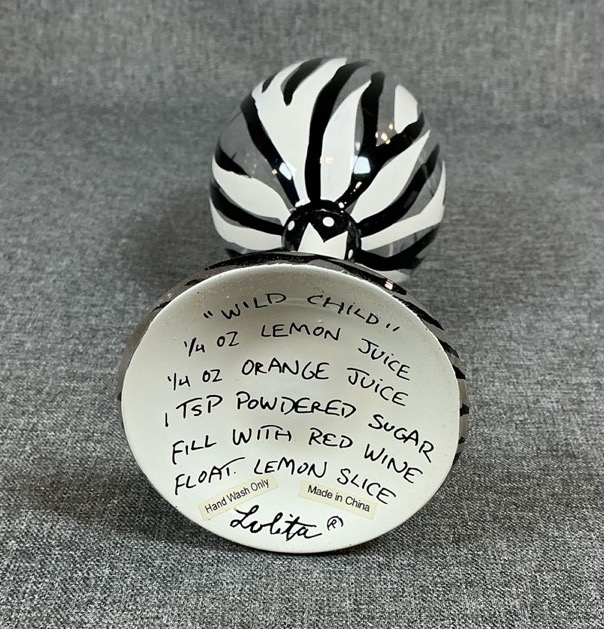 "WILD CHILD"
1/4 OZ LEMON JUICE
1/4 OZ ORANGE JUICE
1 TSP POWDERED SUGAR
FILL WITH RED WINE
FLOAT. LEMON SLICE
Hand Wash Only
Made in China
Lolita ®